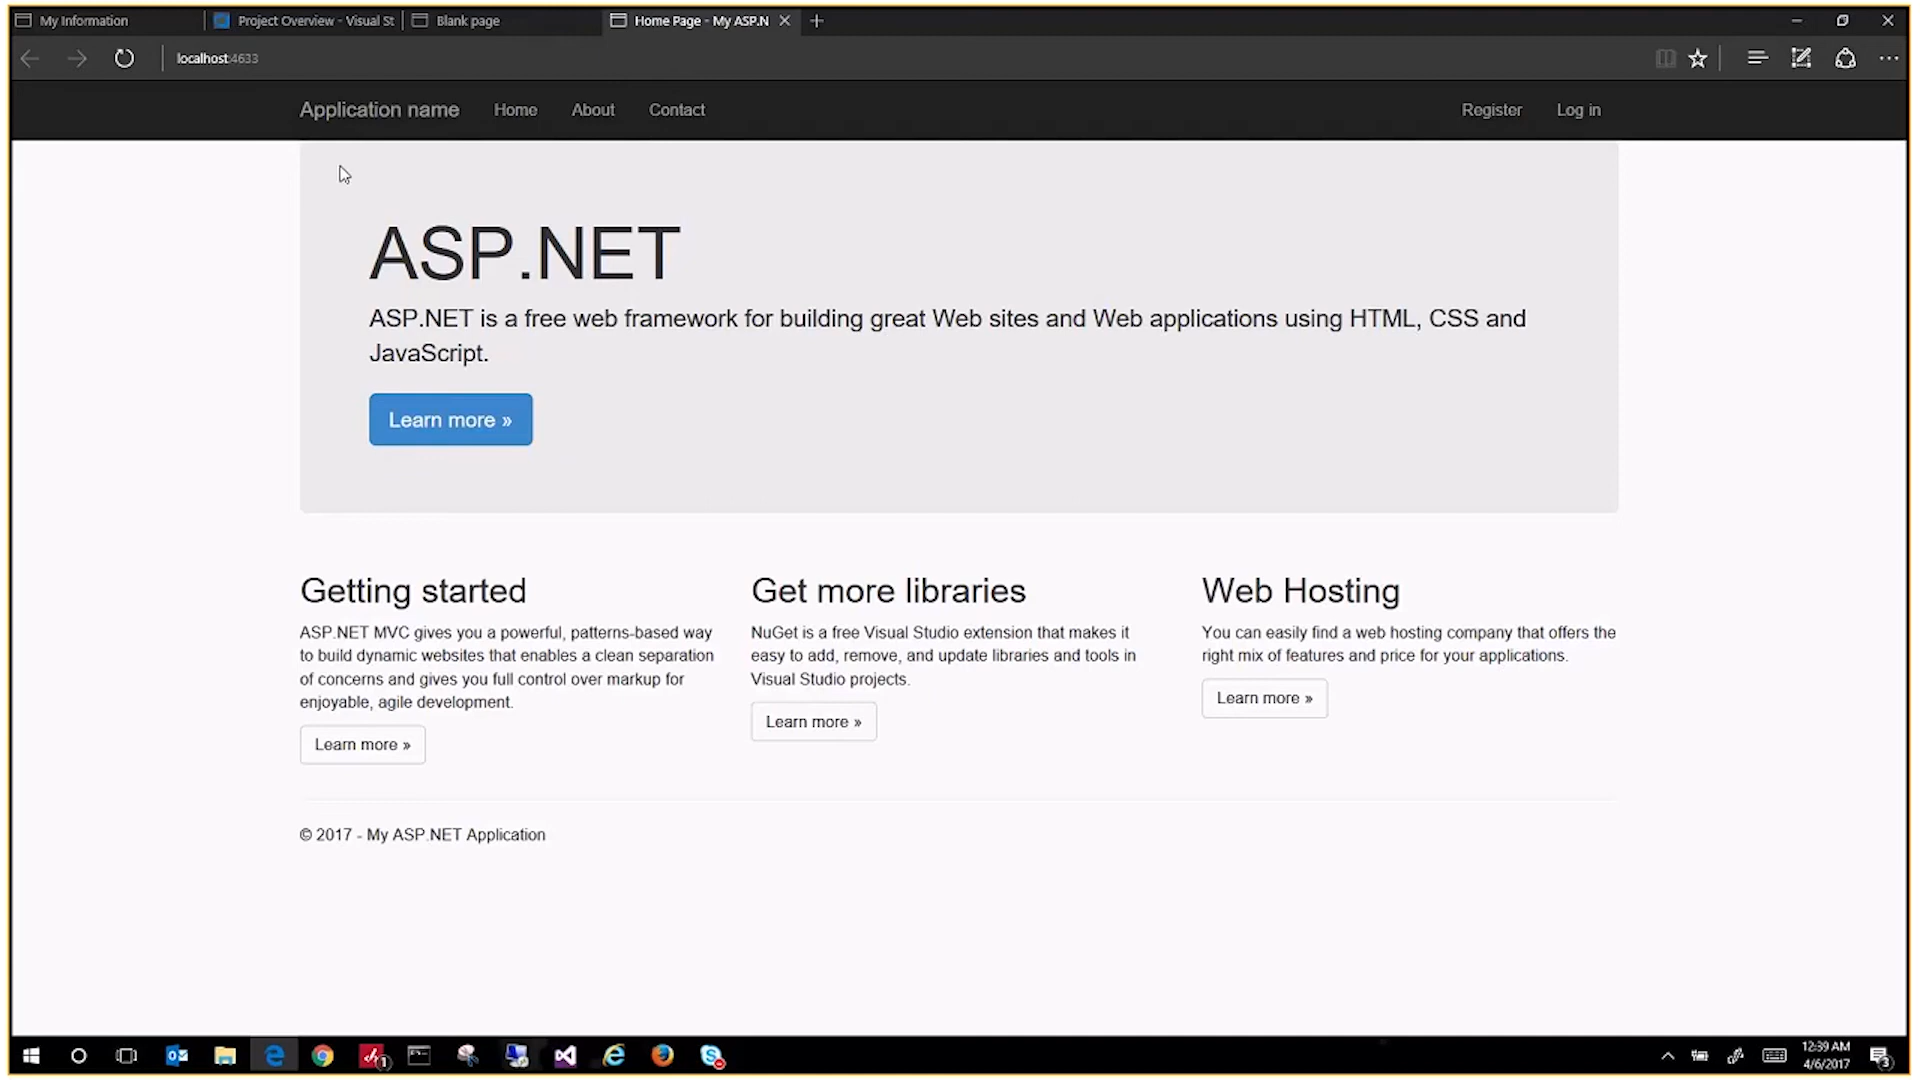 My Information
Project Overview - Visual St
Blank page
Home Page - My ASP.N
localhost:4633
Application name
Home
About
Contact
Register
Log in
ASP.NET
ASP.NET is a free web framework for building great Web sites and Web applications using HTML, CSS and
JavaScript.
Learn more »
Getting started
ASP.NET MVC gives you a powerful, patterns-based way
to build dynamic websites that enables a clean separation
of concerns and gives you full control over markup for
enjoyable, agile development.
Learn more »
Get more libraries
NuGet is a free Visual Studio extension that makes it
easy to add, remove, and update libraries and tools in
Visual Studio projects.
Learn more »
Web Hosting
You can easily find a web hosting company that offers the
right mix of features and price for your applications.
Learn more »
© 2017 - My ASP.NET Application
12:39 AM
4/6/2017